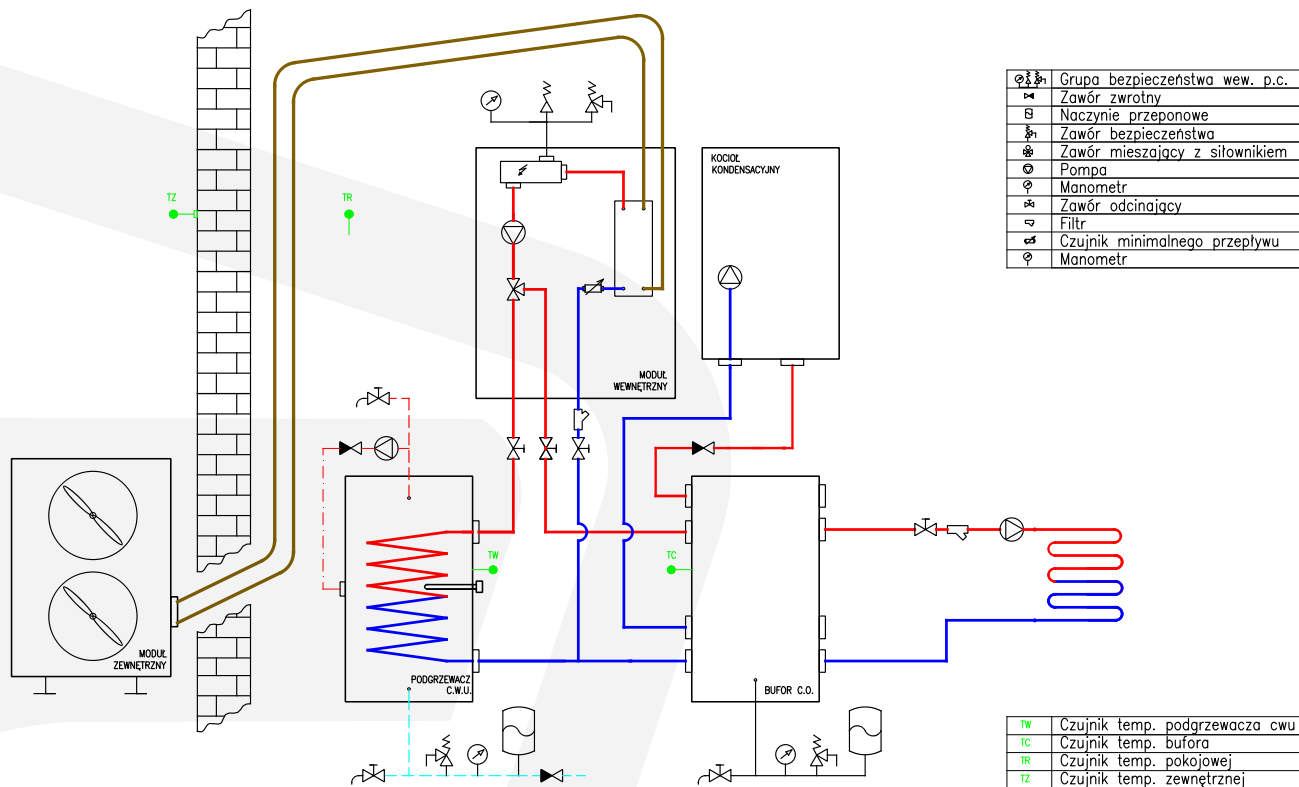 Grupa bezpieczeństwa wew. p.c.
Zawór zwrotny
Naczynie przeponowe
Zawór bezpieczeństwa
Zawór mieszający z siłownikiem
Pompa
Manometr
Zawór odcinający
Filtr
Czujnik minimalnego przepływu
Manometr
KOCIOŁ
KONDENSACYJNY
TZ
TR
MODUŁ
WEWNĘTRZNY
TW
TC
MODUŁ
ZEWNĘTRZNY
PODGRZEWACZ
C.W.U.
BUFOR C.O.
TW Czujnik temp. podgrzewacza cwu
TC Czujnik temp. bufora
TR Czujnik temp. pokojowej
TZ Czujnik temp. zewnętrznej